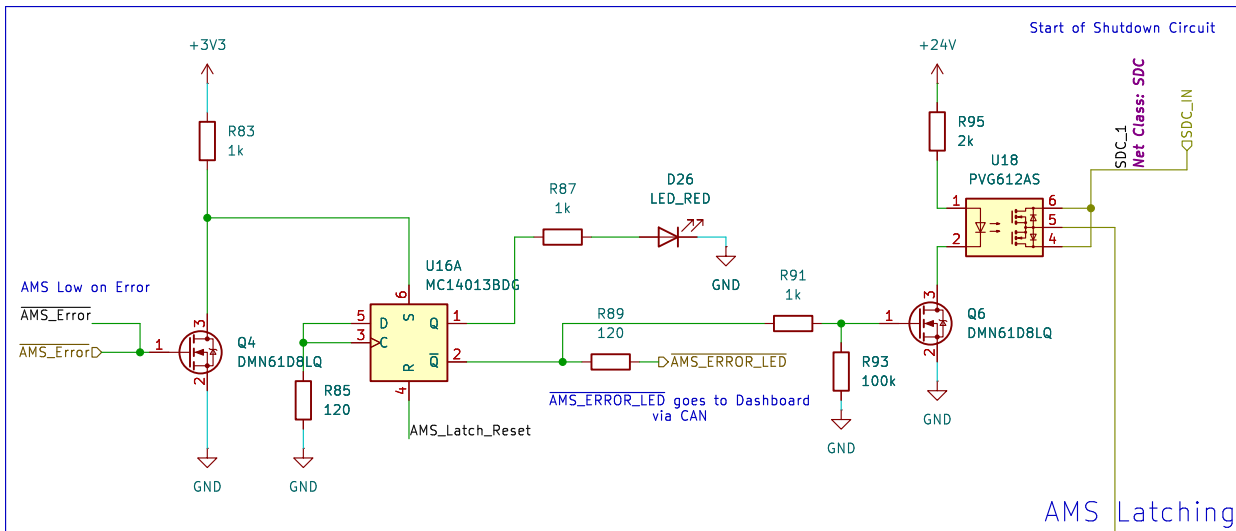 Start of Shutdown Circuit
+3V3
+24V
R83
1k
R95
2k
SDC_1
Net Class: SDC
SDC_IN
U18
PVG612AS
R87
1k
D26
LED_RED
1
2
6
5
4
GND
AMS Low on Error
AMS_Error
AMS_Error
1
3
2
Q4
DMN61D8LQ
U16A
MC14013BDG
6
S
5
D
3
C
Q
1
Q
2
R
4
R85
120
AMS_Latch_Reset
R89
120
AMS_ERROR_LED
AMS_ERROR_LED goes to Dashboard
via CAN
R91
1k
R93
100k
1
3
2
Q6
DMN61D8LQ
GND
GND
GND
GND
AMS Latching